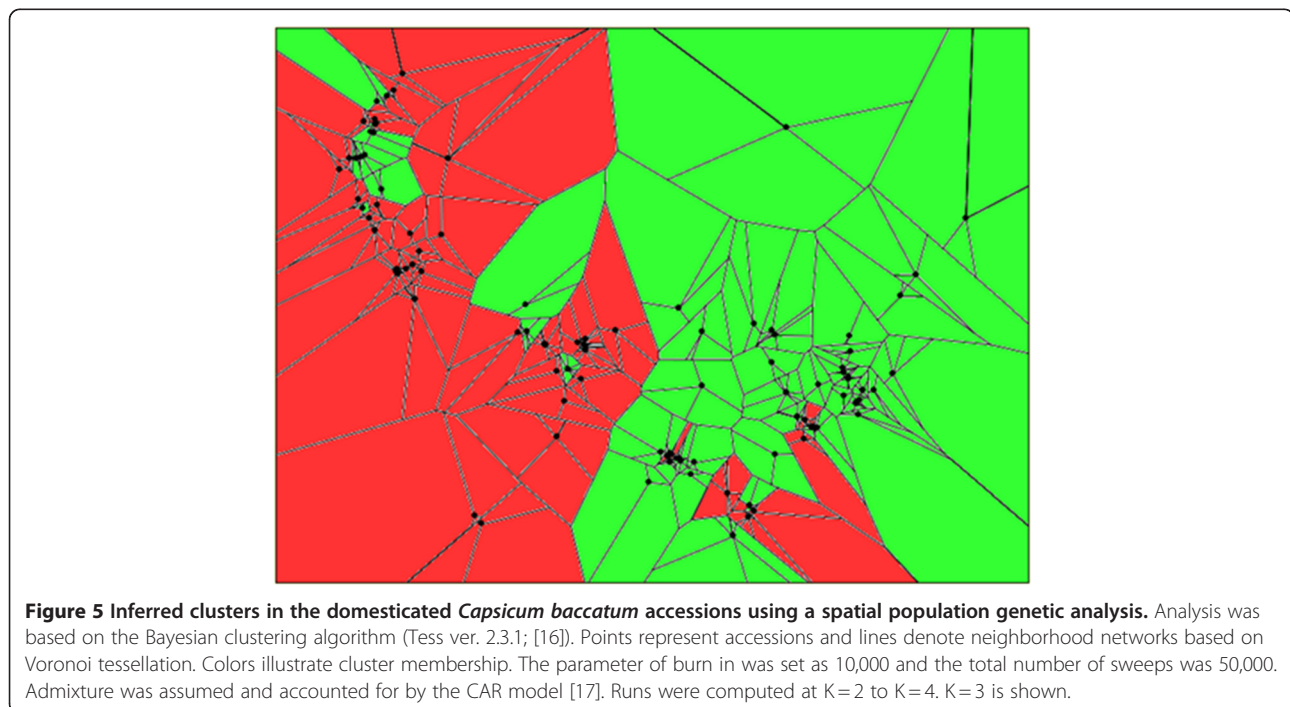 Figure 5 Inferred clusters in the domesticated Capsicum baccatum accessions using a spatial population genetic analysis. Analysis was
based on the Bayesian clustering algorithm (Tess ver. 2.3.1; [16]). Points represent accessions and lines denote neighborhood networks based on
Voronoi tessellation. Colors illustrate cluster membership. The parameter of burn in was set as 10,000 and the total number of sweeps was 50,000.
Admixture was assumed and accounted for by the CAR model [17]. Runs were computed at K = 2 to K = 4. K = 3 is shown.